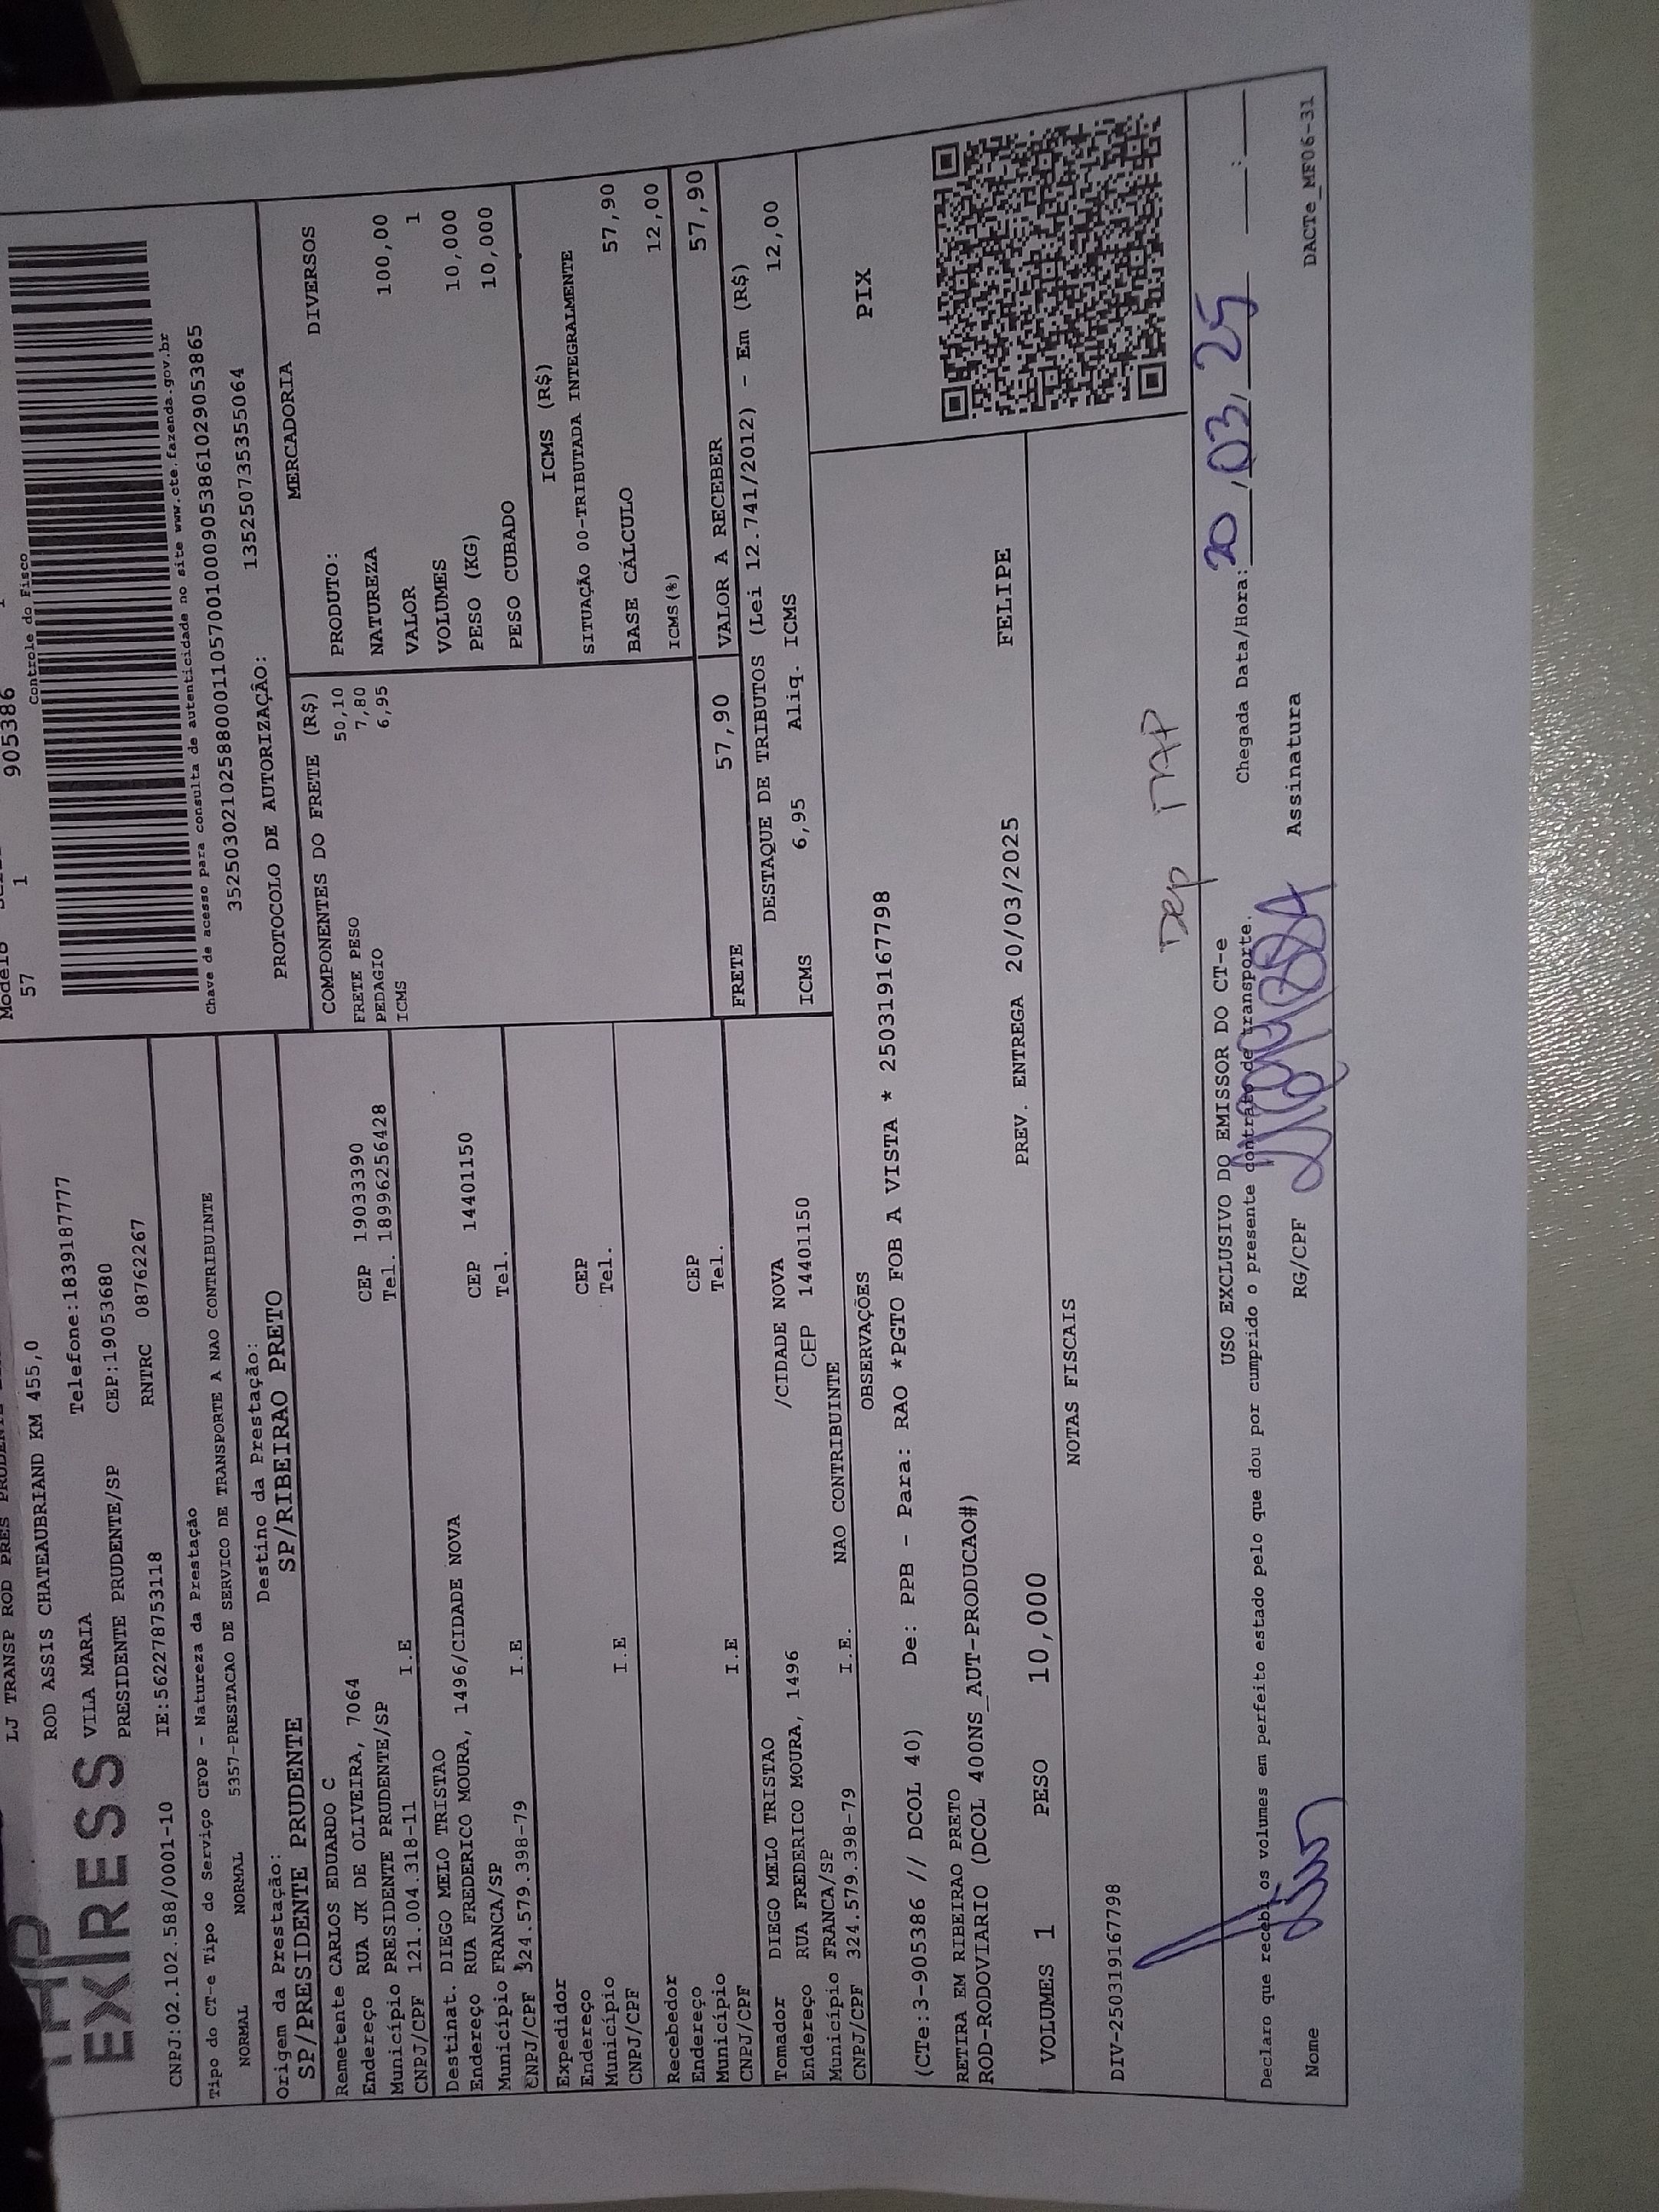 LJ TRANSP ROD PRES PRUDENTE
EXPRESS
ROD ASSIS CHATEAUBRIAND KM 455,0
VILA MARIA Telefone:1839187777
PRESIDENTE PRUDENTE/SP CEP:19053680
CNPJ:02.102.588/0001-10 IE:562278753118 RNTRC 08762267
Modelo
57 1 905386
Controle do Fisco
Chave de acesso para consulta de autenticidade no site www.cte.fazenda.gov.br
35250302102588000110570010009053861029053865
PROTOCOLO DE AUTORIZAÇÃO: 135250735355064
Tipo do CT-e Tipo do Serviço CFOP - Natureza da Prestação
NORMAL NORMAL 5357-PRESTACAO DE SERVICO DE TRANSPORTE A NAO CONTRIBUINTE
Origem da Prestação: Destino da Prestação:
SP/PRESIDENTE PRUDENTE SP/RIBEIRAO PRETO
Remetente CARLOS EDUARDO C
Endereço RUA JK DE OLIVEIRA, 7064 CEP 19033390
Município PRESIDENTE PRUDENTE/SP Tel. 18996256428
CNPJ/CPF 121.004.318-11 I.E
Destinat. DIEGO MELO TRISTAO
Endereço RUA FREDERICO MOURA, 1496/CIDADE NOVA CEP 14401150
Município FRANCA/SP Tel.
CNPJ/CPF 324.579.398-79 I.E
Expedidor
Endereço CEP
Município Tel.
CNPJ/CPF I.E
Recebedor
Endereço CEP
Município Tel.
CNPJ/CPF I.E
Tomador DIEGO MELO TRISTAO
Endereço RUA FREDERICO MOURA, 1496 /CIDADE NOVA
Município FRANCA/SP CEP 14401150
CNPJ/CPF 324.579.398-79 I.E. NAO CONTRIBUINTE
COMPONENTES DO FRETE (R$)
FRETE PESO 50,10
PEDAGIO 7,80
ICMS 6,95
MERCADORIA
PRODUTO: DIVERSOS
NATUREZA
VALOR 100,00
VOLUMES 1
PESO (KG) 10,000
PESO CUBADO 10,000
ICMS (R$)
SITUAÇÃO 00-TRIBUTADA INTEGRALMENTE
BASE CÁLCULO 57,90
ICMS(%) 12,00
FRETE 57,90 VALOR A RECEBER 57,90
DESTAQUE DE TRIBUTOS (Lei 12.741/2012) - Em (R$)
ICMS 6,95 Aliq. ICMS 12,00
OBSERVAÇÕES
(CTe:3-905386 // DCOL 40) De: PPB - Para: RAO *PGTO FOB A VISTA * 250319167798
RETIRA EM RIBEIRAO PRETO
ROD-RODOVIARIO (DCOL 400NS_AUT-PRODUCAO#)
PIX
VOLUMES 1 PESO 10,000 PREV. ENTREGA 20/03/2025 FELIPE
NOTAS FISCAIS
DIV-250319167798
Dep
USO EXCLUSIVO DO EMISSOR DO CT-e
Declaro que recebi os volumes em perfeito estado pelo que dou por cumprido o presente contrato de transporte.
Chegada Data/Hora: 20/03/25 :
Nome RG/CPF Assinatura
DACTe_MF06-31